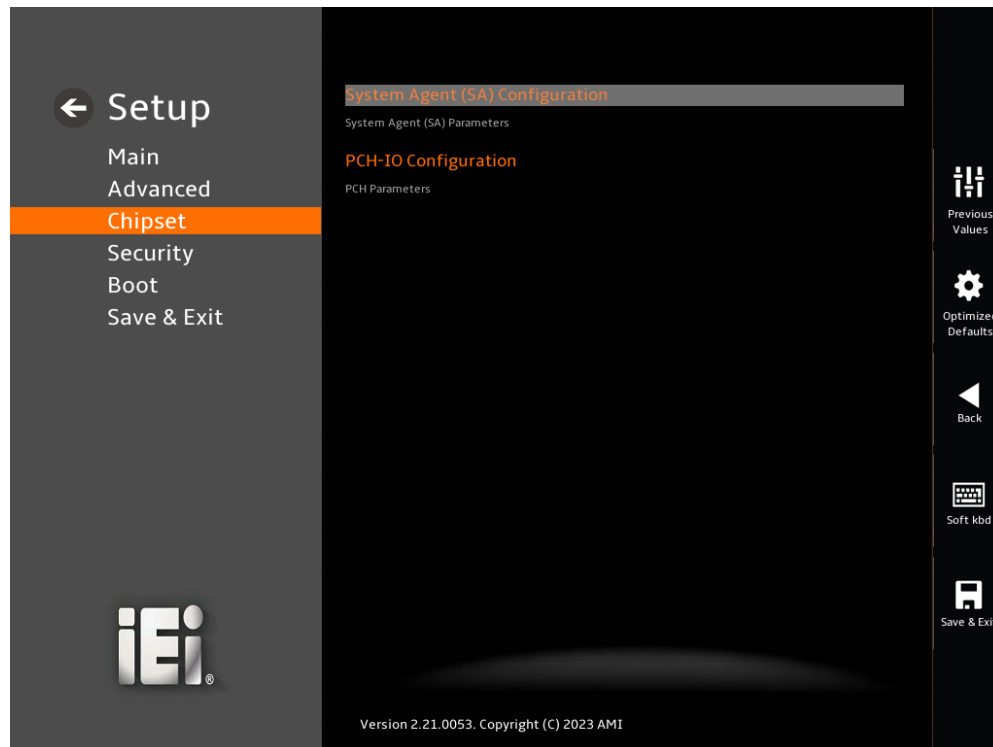 Setup
Main
Advanced
Chipset
Security
Boot
Save & Exit
System Agent (SA) Configuration
System Agent (SA) Parameters
PCH-IO Configuration
PCH Parameters
Previous
Values
Optimized
Defaults
Back
Soft kbd
Save & Exi
iEi®
Version 2.21.0053. Copyright (C) 2023 AMI